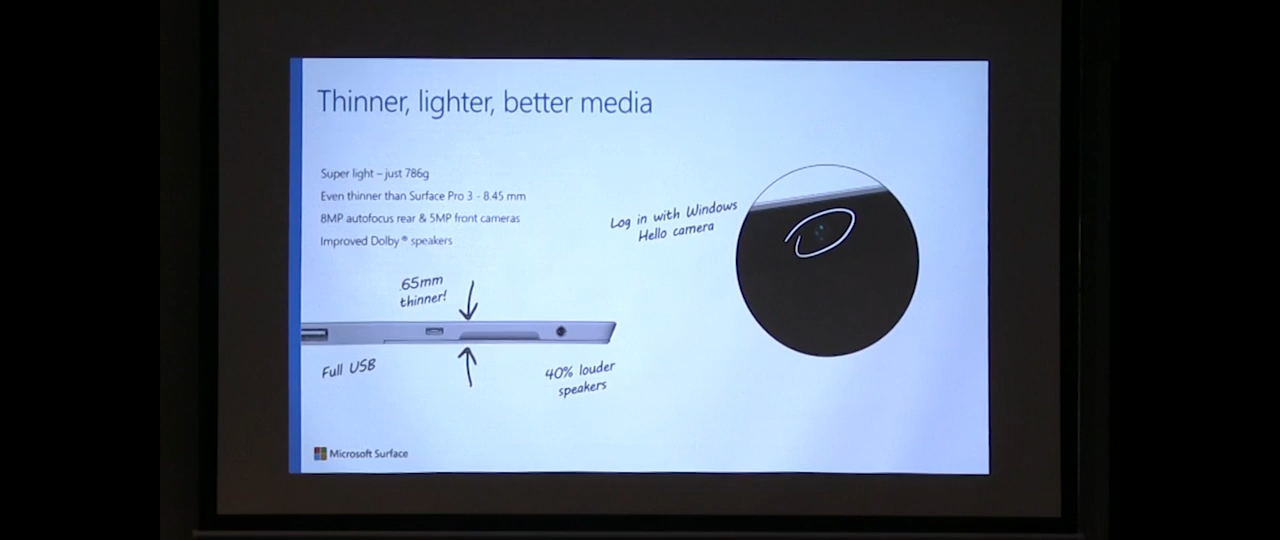 Thinner, lighter, better media
Super light – just 786g
Even thinner than Surface Pro 3 - 8.45 mm
8MP autofocus rear & 5MP front cameras
Improved Dolby® speakers
Log in with Windows
Hello camera
.65mm
thinner!
Full USB
40% louder
speakers
Microsoft Surface